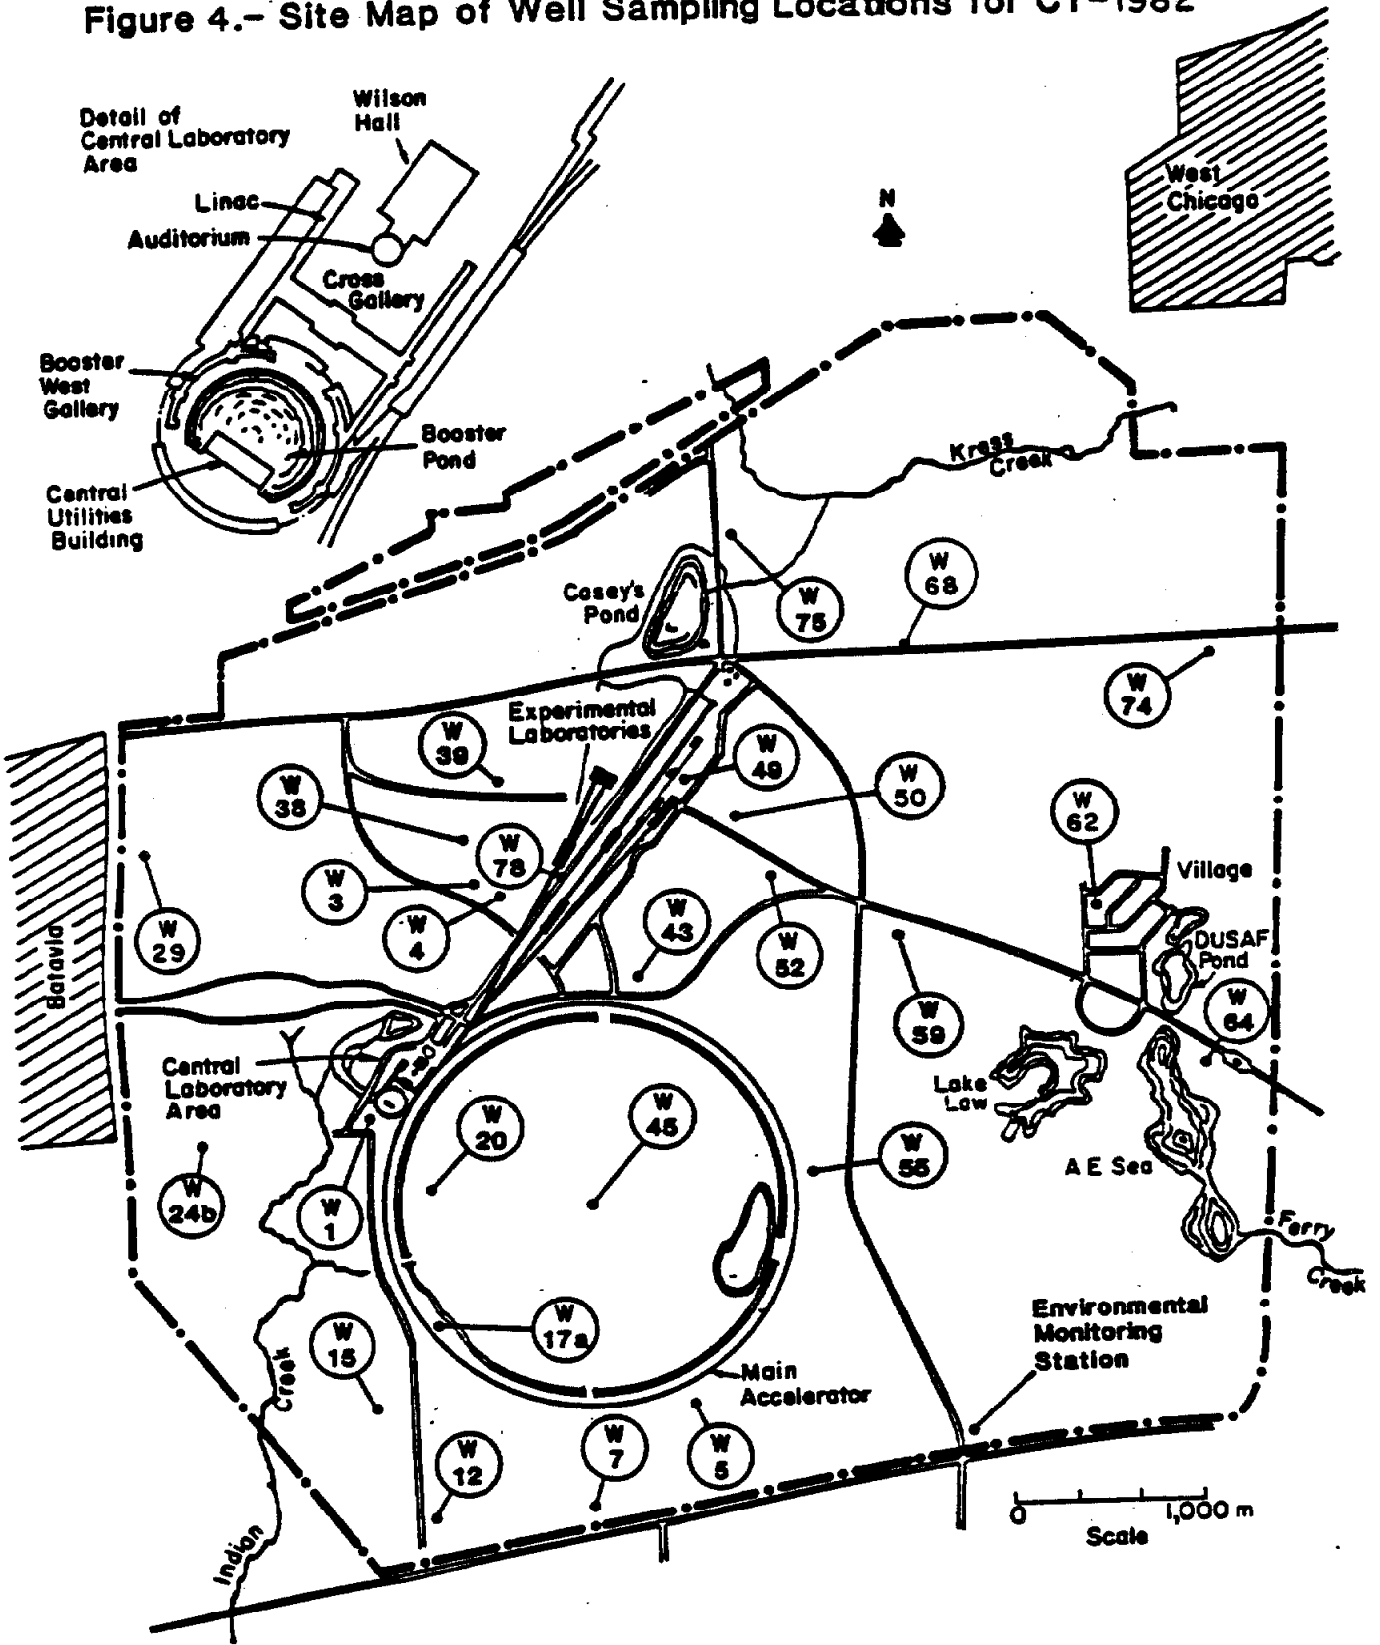 Figure 4.- Site Map of Well Sampling Locations for CY-1982
Detail of
Central Laboratory
Area
Wilson
Hall
Linac
Auditorium
Cross
Gallery
Booster
West
Gallery
Booster
Pond
Central
Utilities
Building
N
West
Chicago
Kress
Creek
Casey's
Pond
W
75
W
68
W
74
Experimental
Laboratories
W
39
W
49
W
38
W
50
W
62
W
78
Village
W
3
W
4
W
43
W
29
W
52
DUSAF
Pond
Batavia
W
59
W
64
Central
Laboratory
Area
Lake
Law
W
20
W
45
W
55
A E Sea
W
24b
W
1
Ferry
Creek
W
17a
W
15
Environmental
Monitoring
Station
Creek
Main
Accelerator
W
12
W
7
W
5
0
1,000 m
Scale
Indian